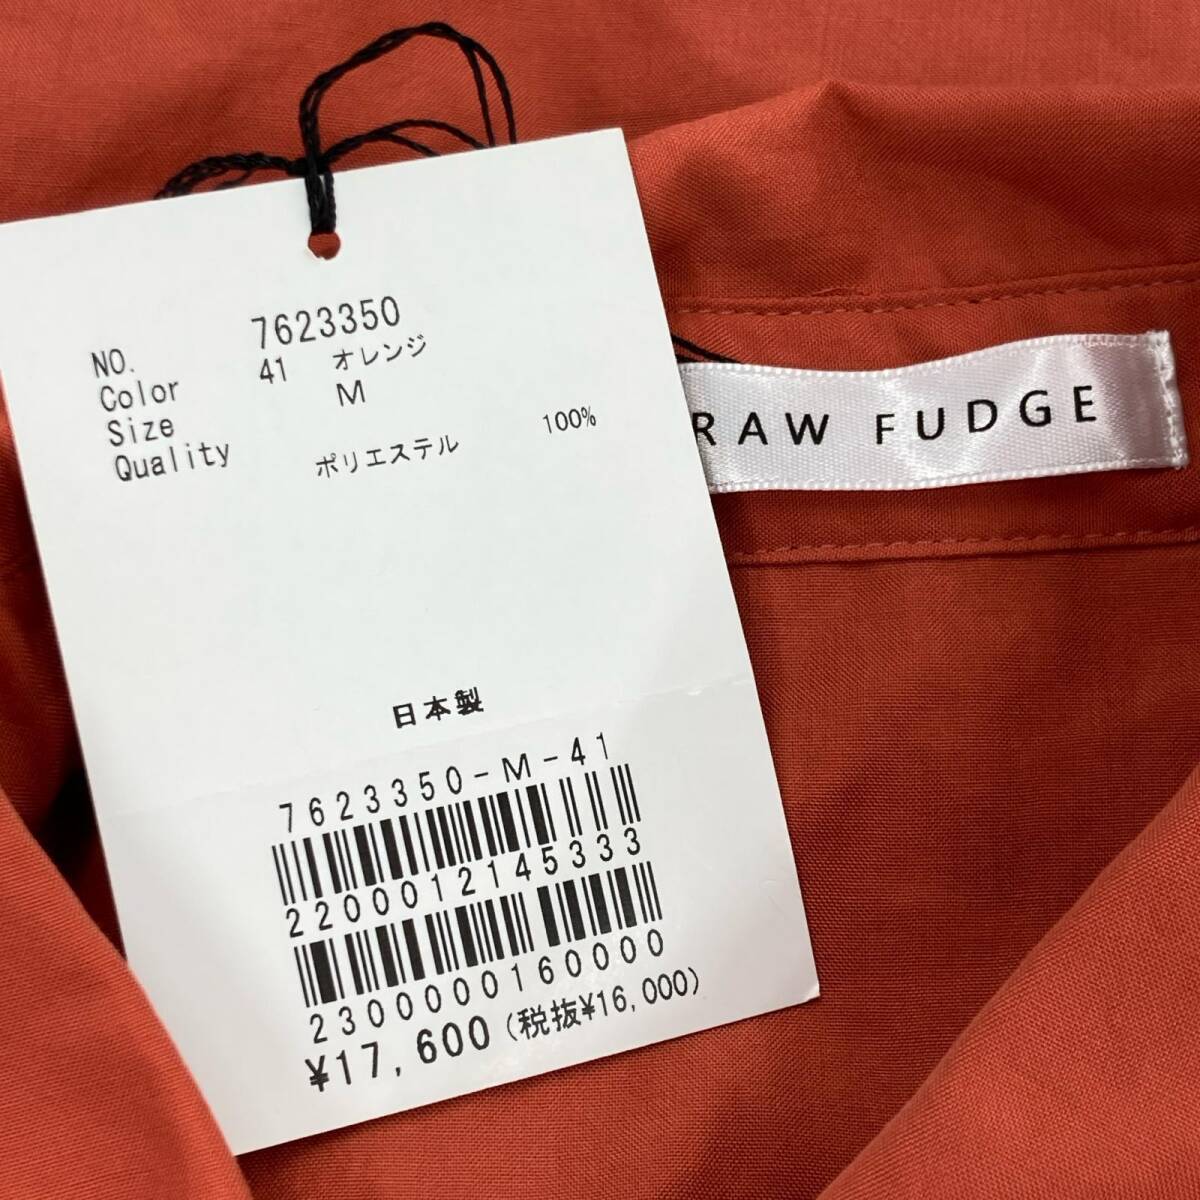 NO. 7623350
Color 41 オレンジ
Size M
Quality ポリエステル 100%
日本製
7623350-M-41
2200012145333
2300000160000
¥17,600 (税抜¥16,000)
RAW FUDGE